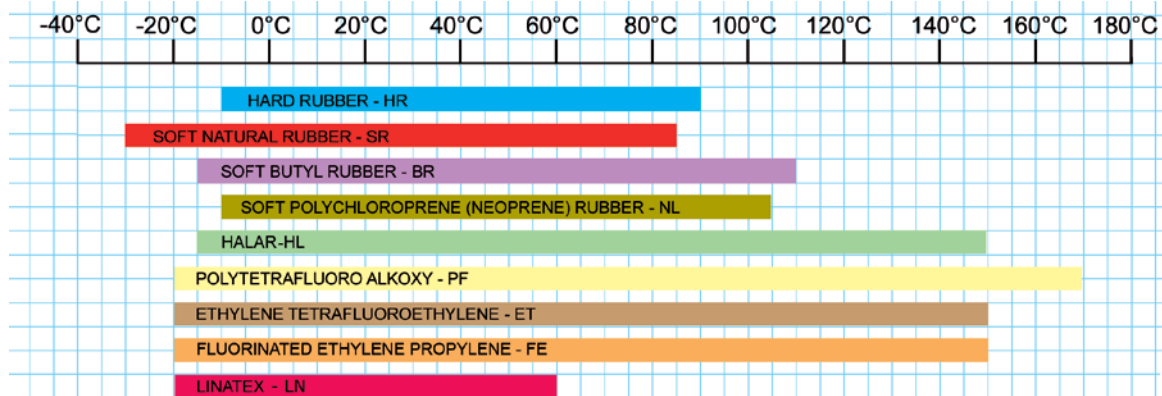 -40°C -20°C 0°C 20°C 40°C 60°C 80°C 100°C 120°C 140°C 160°C 180°C
HARD RUBBER - HR
SOFT NATURAL RUBBER - SR
SOFT BUTYL RUBBER - BR
SOFT POLYCHLOROPRENE (NEOPRENE) RUBBER - NL
HALAR-HL
POLYTETRAFLUORO ALKOXY - PF
ETHYLENE TETRAFLUOROETHYLENE - ET
FLUORINATED ETHYLENE PROPYLENE - FE
LINATEX - LN